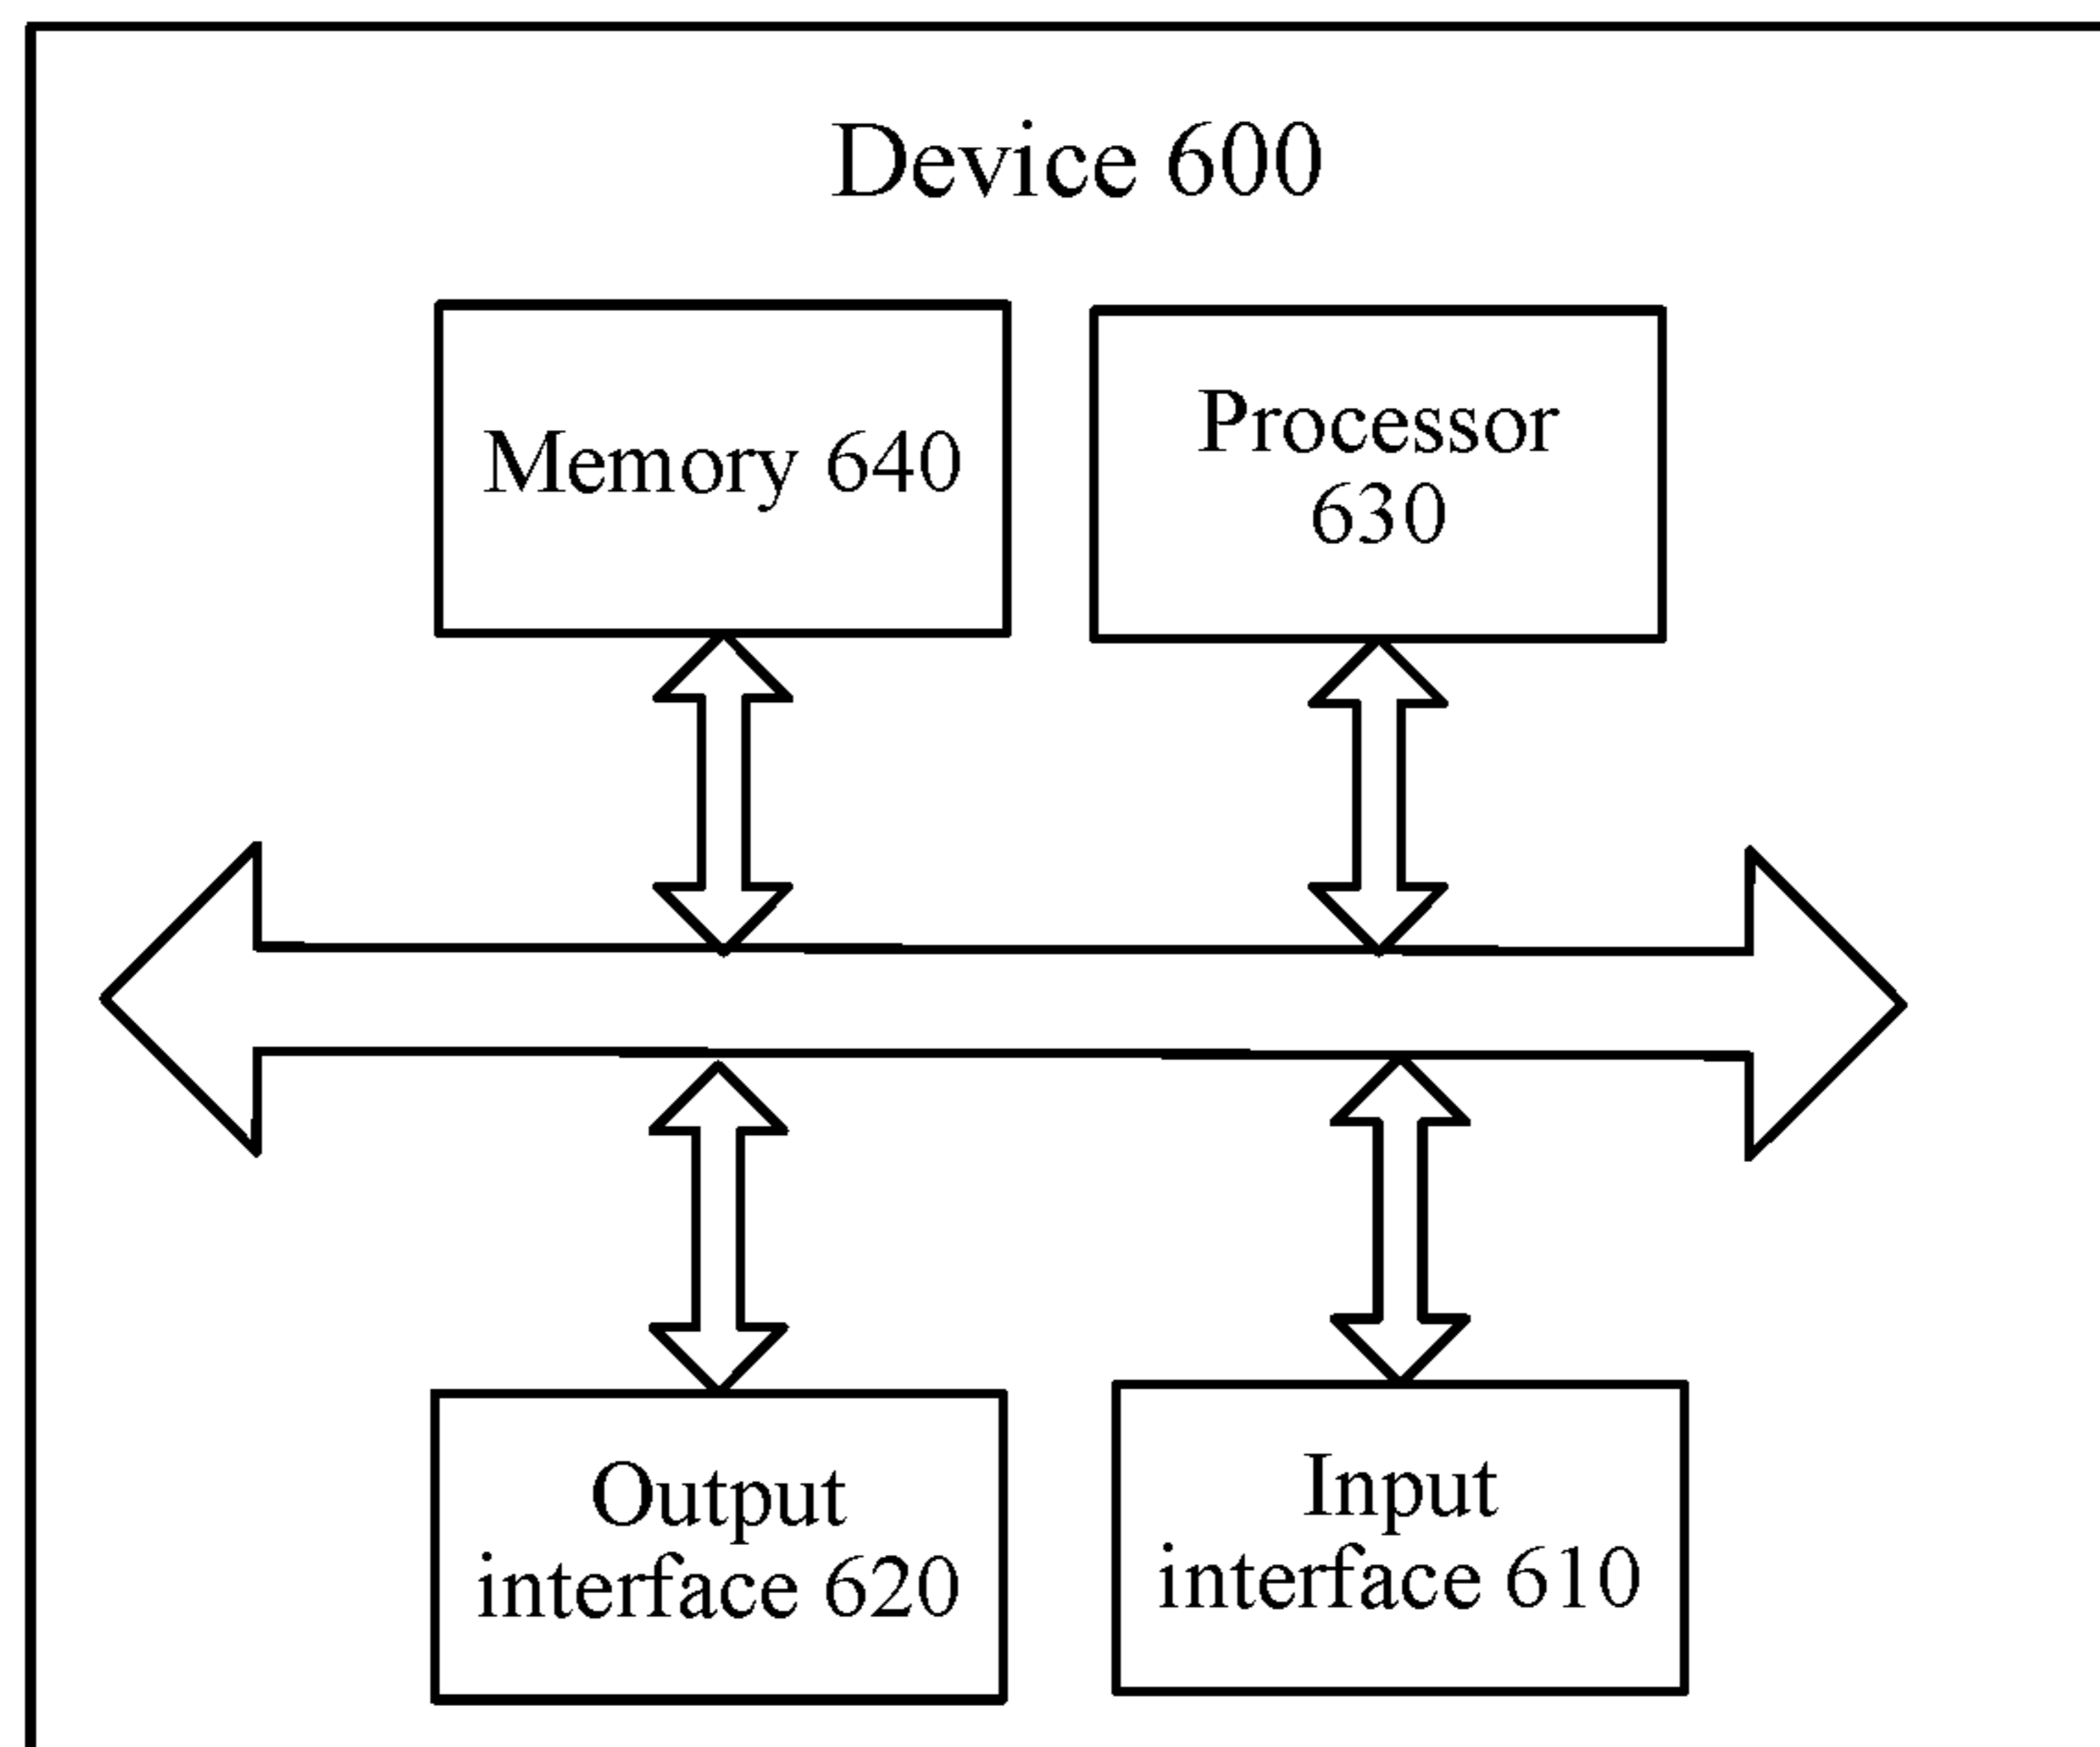 Device 600
Memory 640
Processor
630
Output
interface 620
Input
interface 610